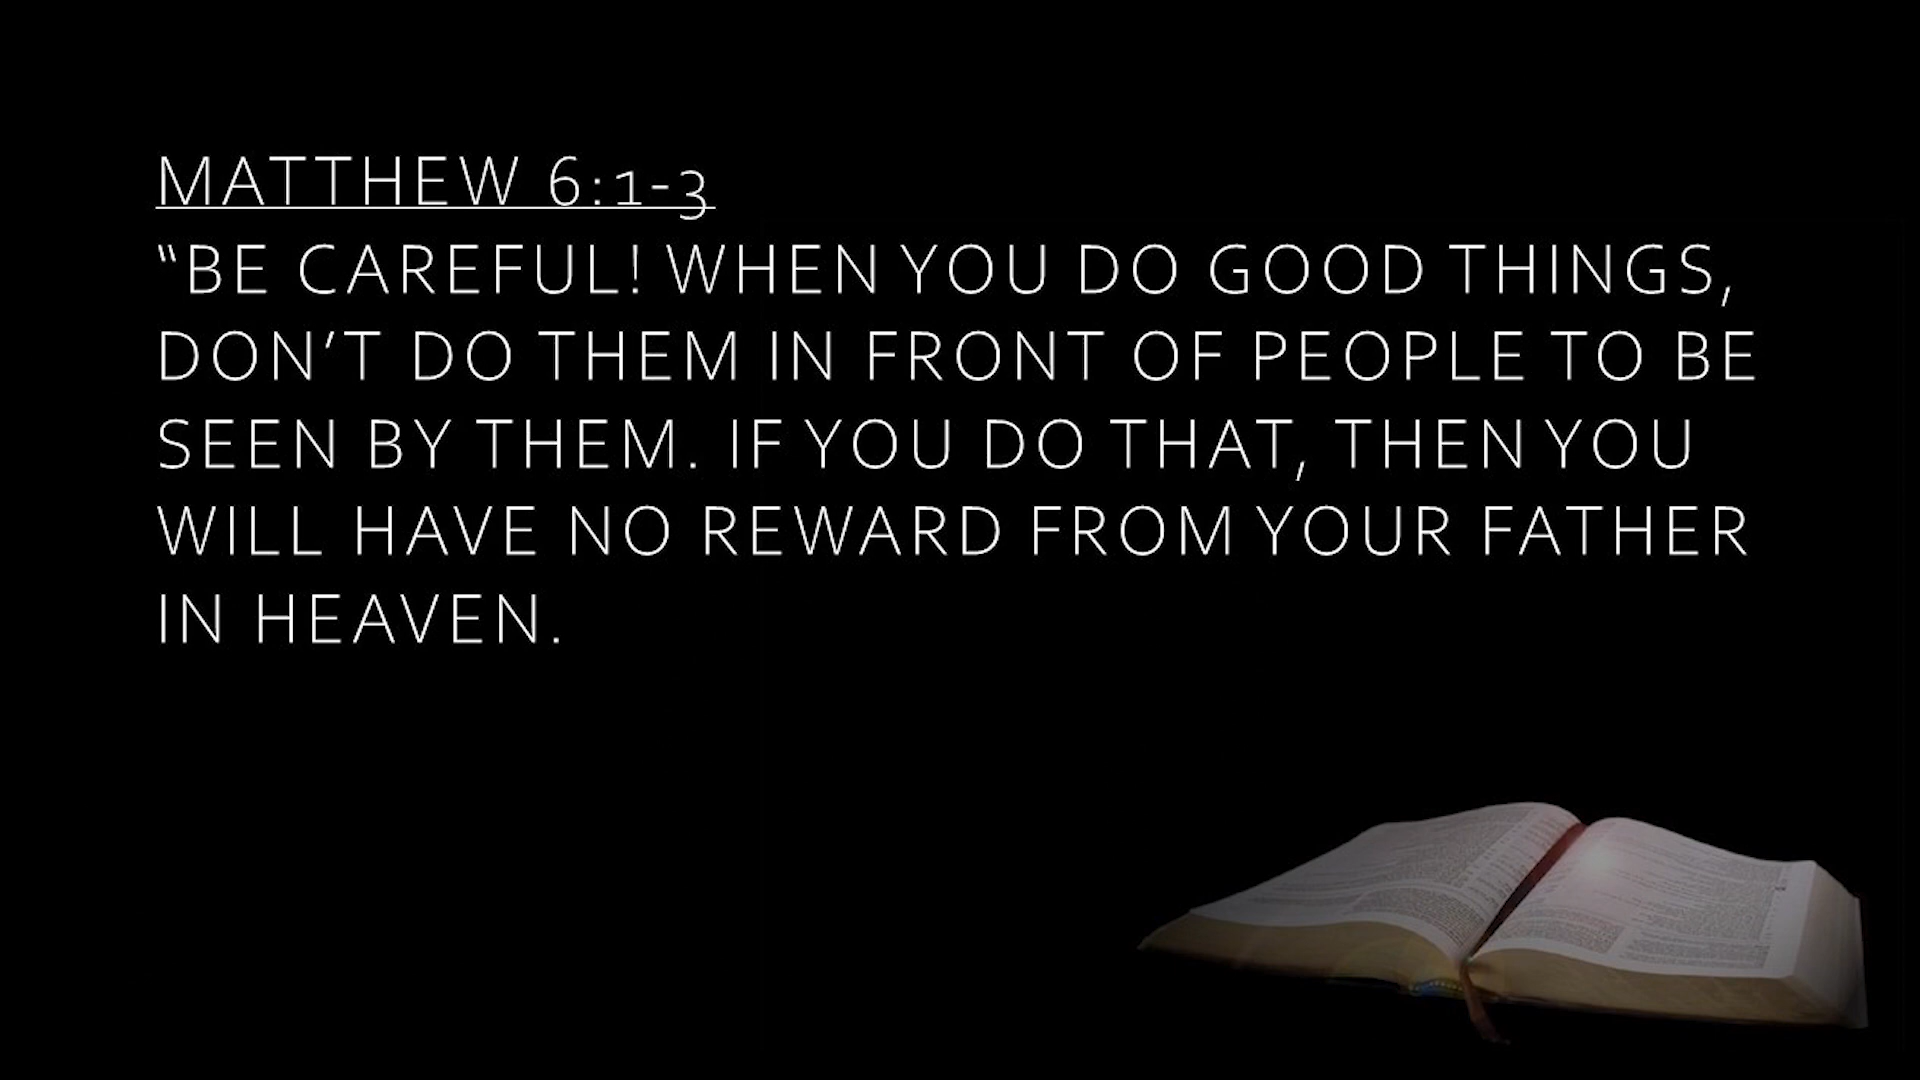 MATTHEW 6:1-3
“BE CAREFUL! WHEN YOU DO GOOD THINGS,
DON’T DO THEM IN FRONT OF PEOPLE TO BE
SEEN BY THEM. IF YOU DO THAT, THEN YOU
WILL HAVE NO REWARD FROM YOUR FATHER
IN HEAVEN.